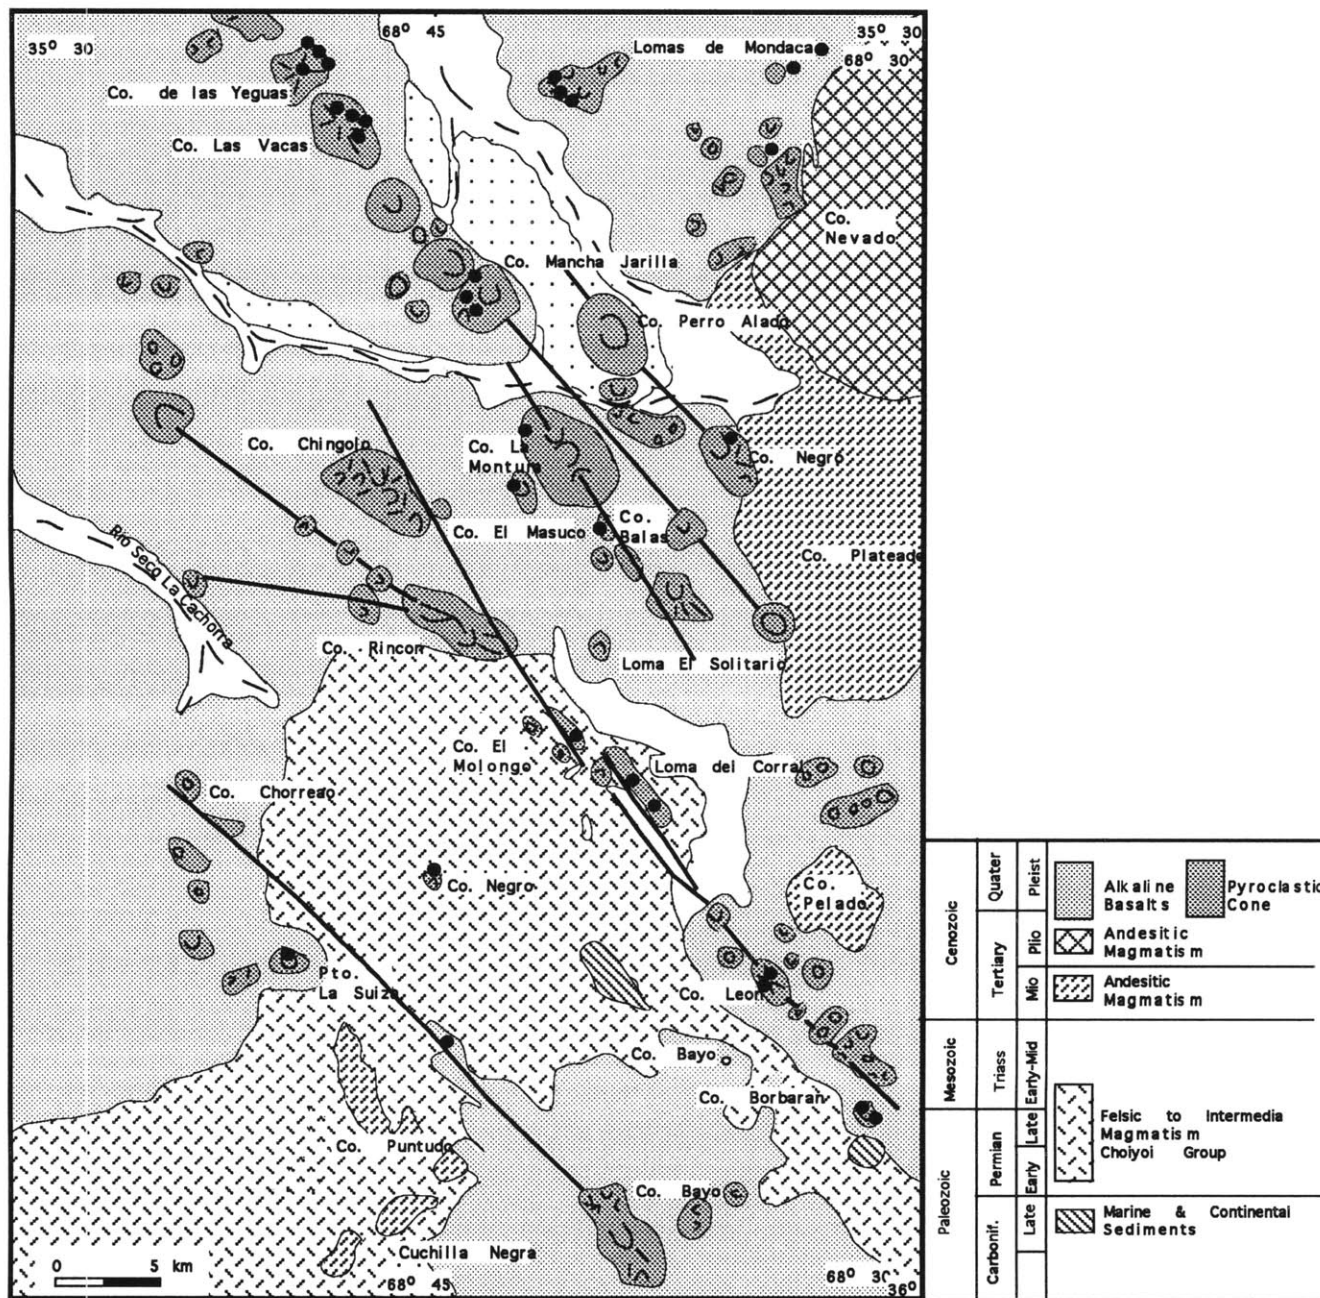 35° 30
68° 45
35° 30
68° 30
Lomas de Mondaca
Co. de las Yeguas
Co. Las Vacas
Co.
Nevado
Co. Mancha Jarilla
Co. Perro Alado
Co. Chingolo
Co. La
Montura
Co. Negro
Co. El Masuco
Co.
Balas
Co. Plateado
Rio Seco La Cachorra
Co. Rincon
Loma El Solitario
Co. El
Molongo
Loma del Corral
Co. Chorreao
Co. Negro
Co.
Pelado
Pto.
La Suiza
Co. Leon
Co. Bayo
Co. Borbaran
Co. Puntudo
Co. Bayo
Cuchilla Negra
0 5 km
68° 45
68° 30
36°
Cenozoic
Quater
Pleist
Alkaline
Basalts
Pyroclastic
Cone
Tertiary
Plio
Andesitic
Magmatism
Mio
Andesitic
Magmatism
Mesozoic
Triass
Early-Mid
Felsic to Intermedia
Magmatism
Choiyoi Group
Paleozoic
Permian
Late
Early
Carbonif.
Late
Marine & Continental
Sediments